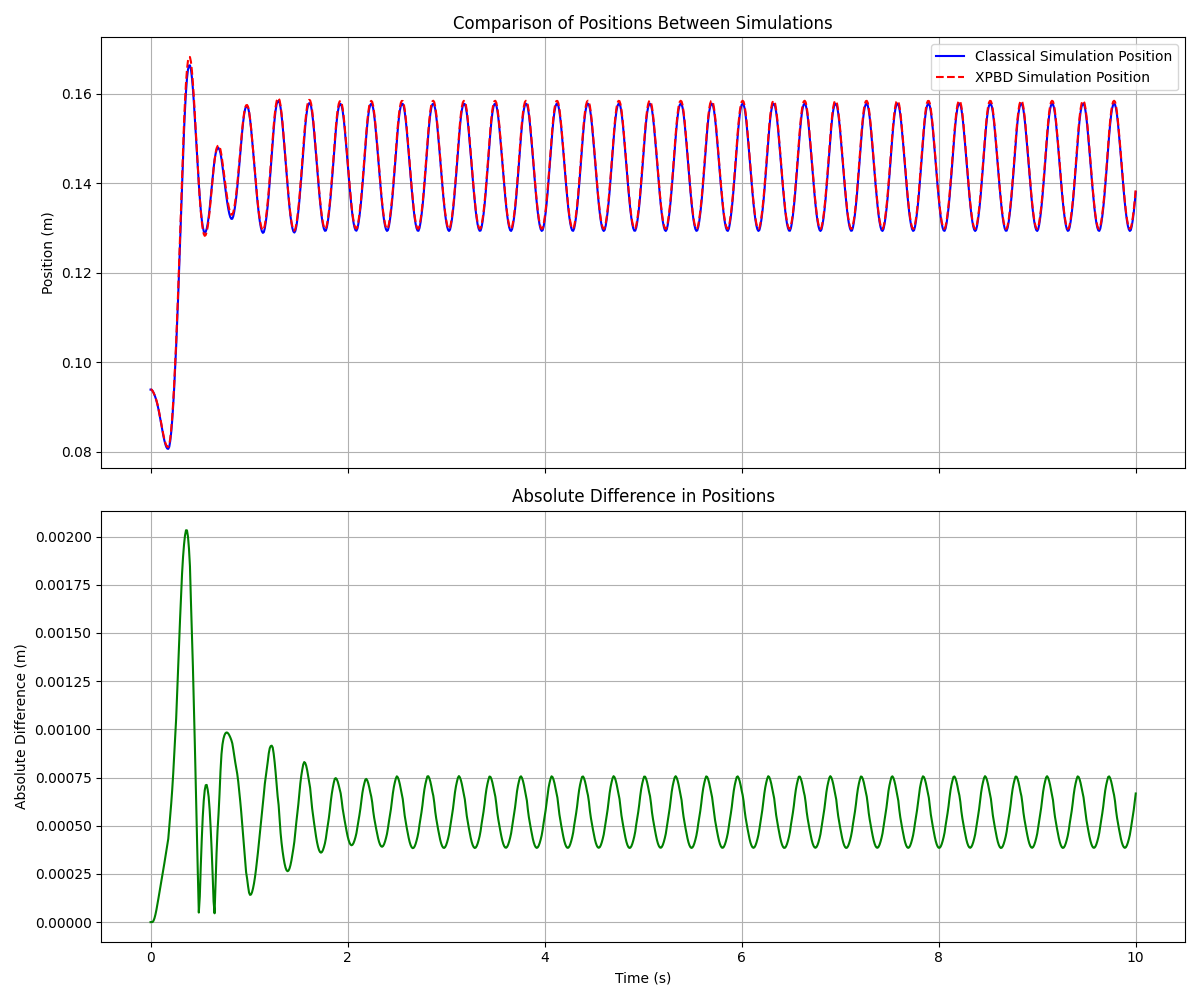 Comparison of Positions Between Simulations
Classical Simulation Position
XPBD Simulation Position
0.16
0.14
0.12
0.10
0.08
Position (m)
Absolute Difference in Positions
0.00200
0.00175
0.00150
0.00125
0.00100
0.00075
0.00050
0.00025
0.00000
Absolute Difference (m)
0 2 4 6 8 10
Time (s)